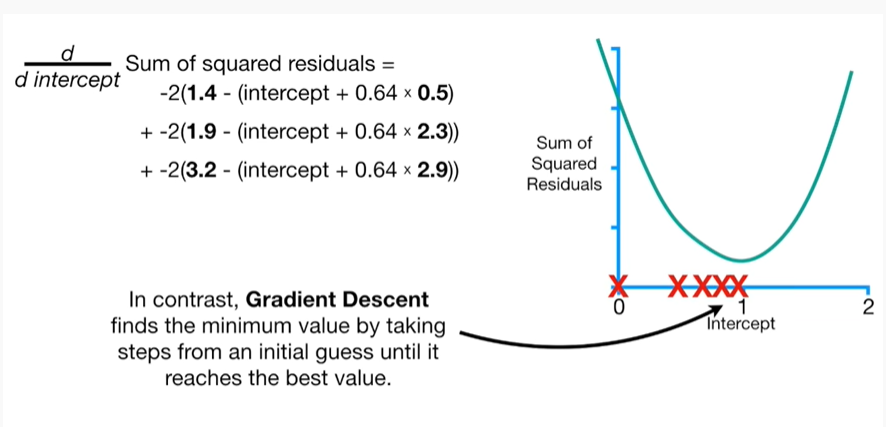 d
d intercept
Sum of squared residuals =
-2(1.4 - (intercept + 0.64 × 0.5)
+ -2(1.9 - (intercept + 0.64 × 2.3))
+ -2(3.2 - (intercept + 0.64 × 2.9))
In contrast, Gradient Descent
finds the minimum value by taking
steps from an initial guess until it
reaches the best value.
Sum of
Squared
Residuals
X X X X X
0 1 2
Intercept